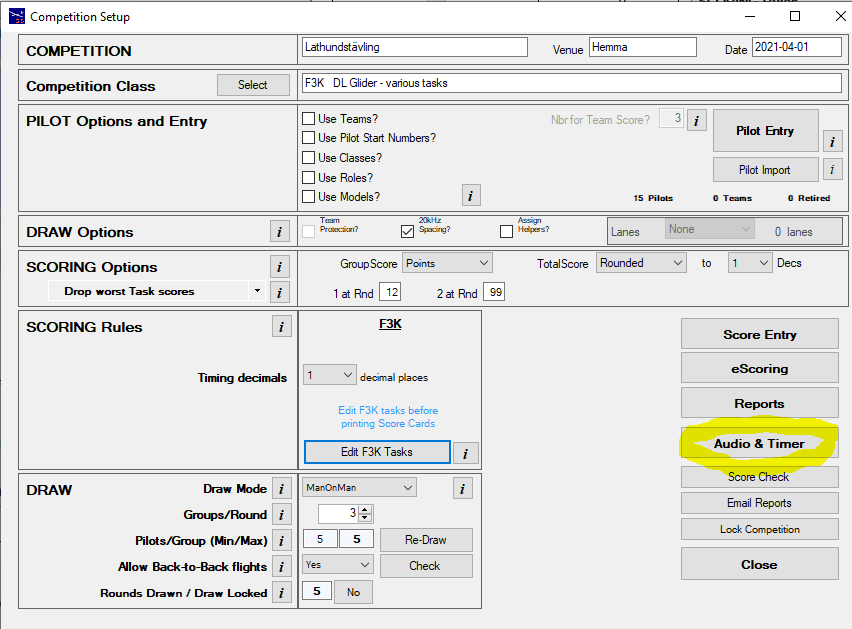 Competition Setup
COMPETITION Lathundstävling Venue Hemma Date 2021-04-01
Competition Class Select F3K DL Glider - various tasks
PILOT Options and Entry
Use Teams? Nbr for Team Score? 3 i Pilot Entry i
Use Pilot Start Numbers?
Use Classes?
Use Roles? Pilot Import i
Use Models? i 15 Pilots 0 Teams 0 Retired
DRAW Options i Team Protection? 20kHz Spacing? Assign Helpers? Lanes None 0 lanes
SCORING Options i GroupScore Points TotalScore Rounded to 1 Decs
Drop worst Task scores i 1 at Rnd 12 2 at Rnd 99
SCORING Rules i F3K
Timing decimals 1 decimal places
Edit F3K tasks before
printing Score Cards
Edit F3K Tasks i
DRAW Draw Mode i ManOnMan i
Groups/Round i 3
Pilots/Group (Min/Max) i 5 5 Re-Draw
Allow Back-to-Back flights i Yes Check
Rounds Drawn / Draw Locked i 5 No
Score Entry
eScoring
Reports
Audio & Timer
Score Check
Email Reports
Lock Competition
Close